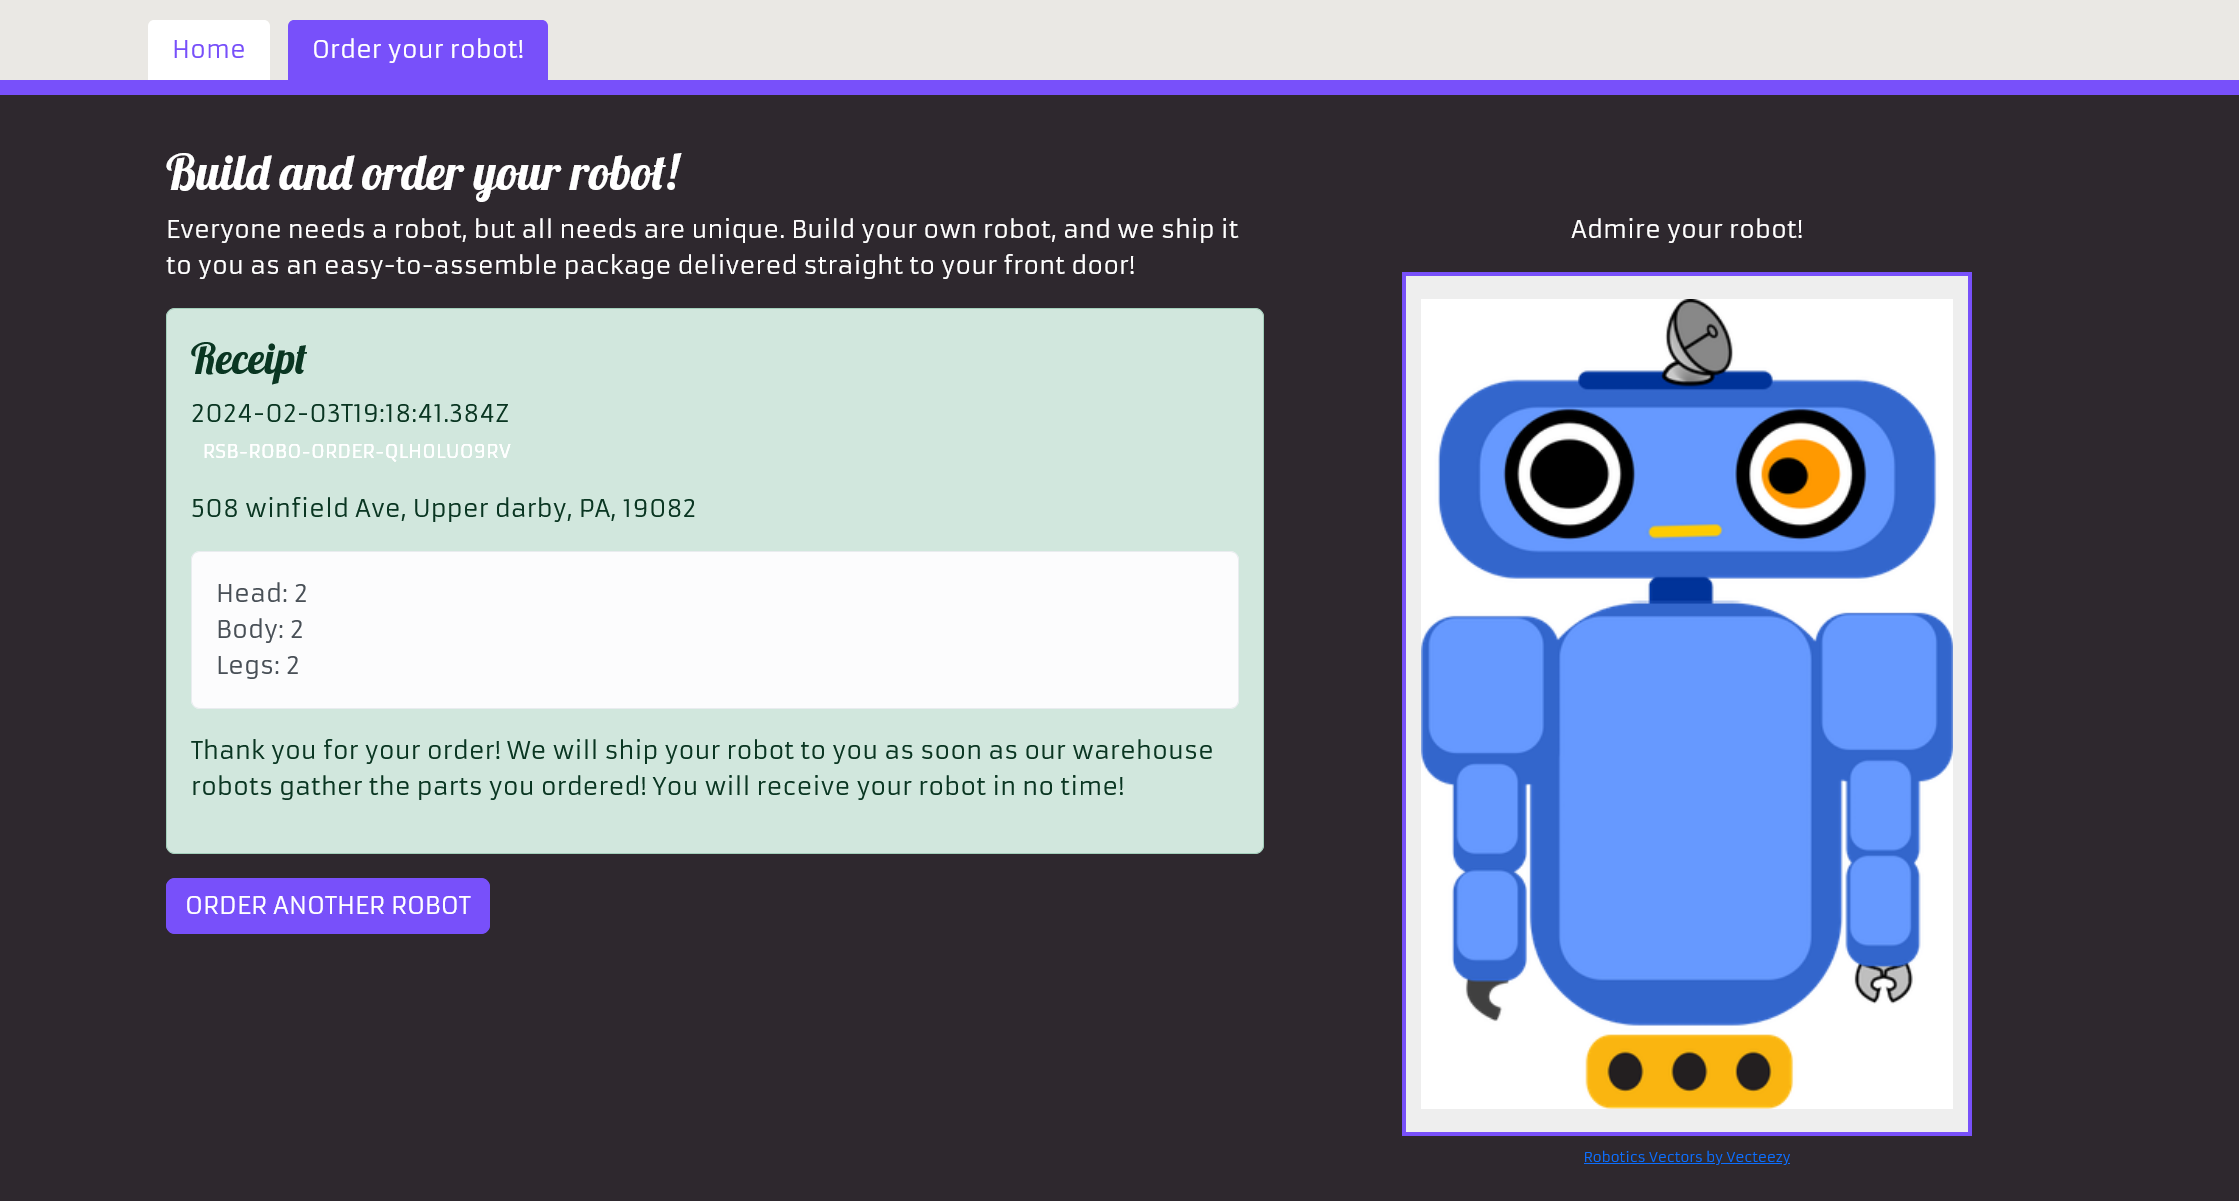 Home
Order your robot!
Build and order your robot!
Everyone needs a robot, but all needs are unique. Build your own robot, and we ship it
to you as an easy-to-assemble package delivered straight to your front door!
Receipt
2024-02-03T19:18:41.384Z
RSB-ROBO-ORDER-QLH0LUO9RV
508 winfield Ave, Upper darby, PA, 19082
Head: 2
Body: 2
Legs: 2
Thank you for your order! We will ship your robot to you as soon as our warehouse
robots gather the parts you ordered! You will receive your robot in no time!
ORDER ANOTHER ROBOT
Admire your robot!
Robotics Vectors by Vecteezy